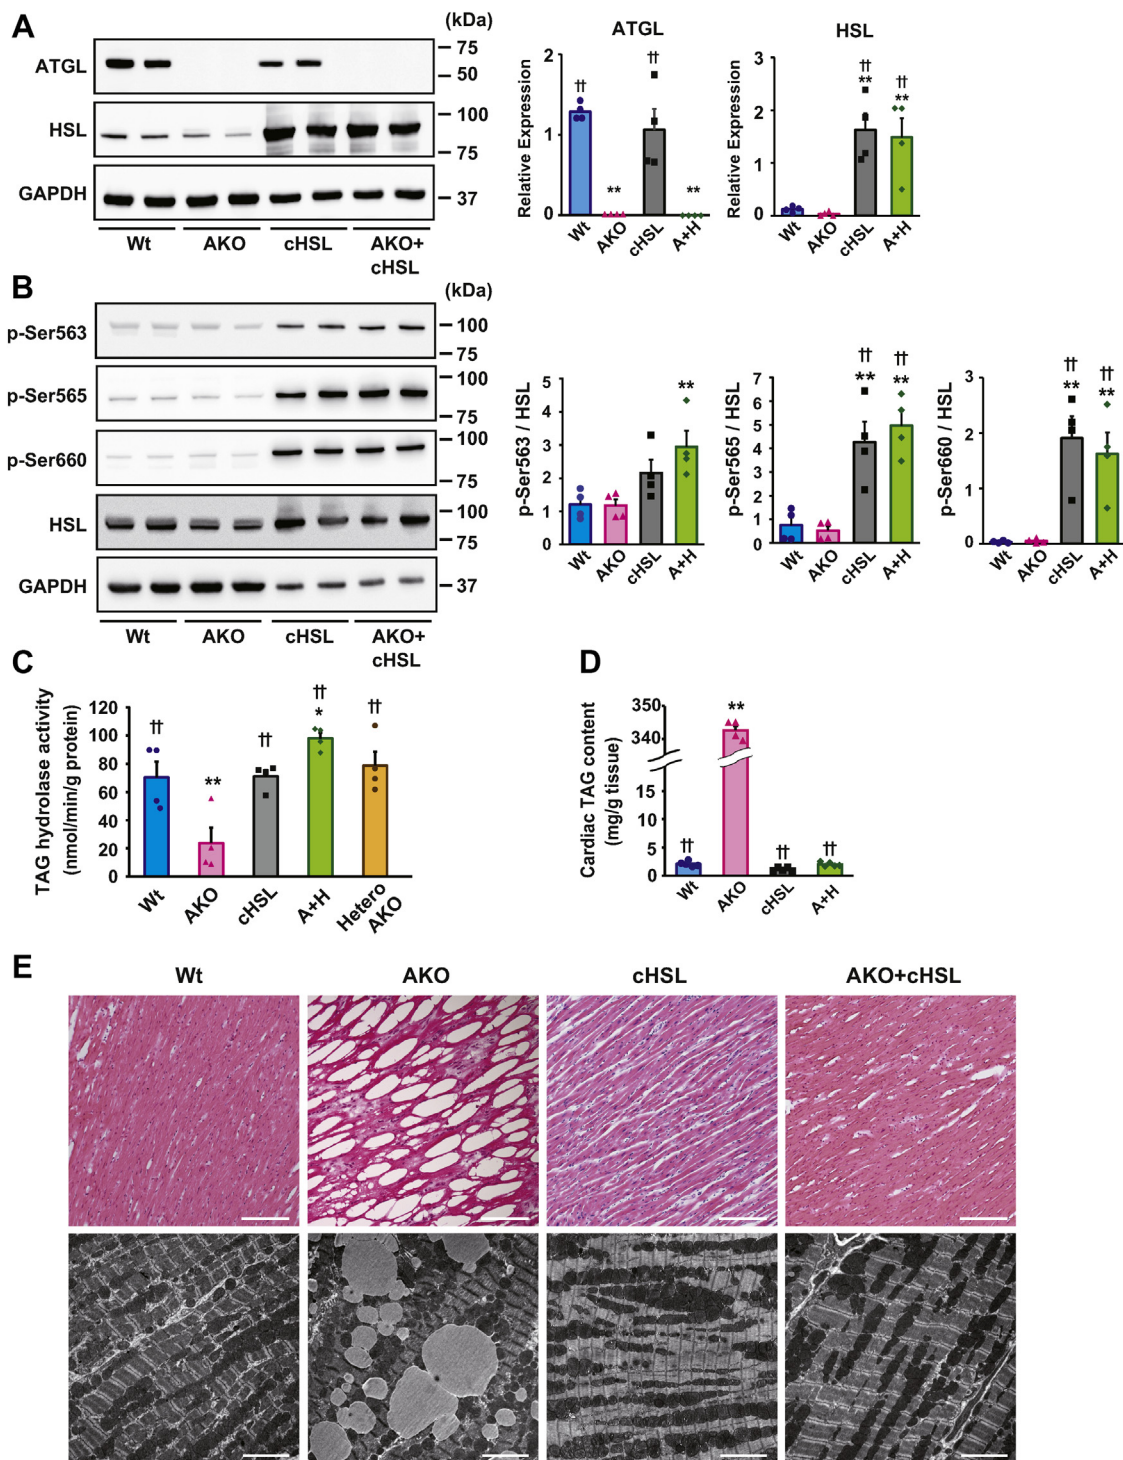 A
(kDa)
ATGL
75
50
HSL
100
75
GAPDH
37
Wt
AKO
cHSL
AKO+
cHSL
ATGL
Relative Expression
2
1
0
††
**
††
**
Wt
AKO
cHSL
A+H
HSL
Relative Expression
3
2
1
0
††
**
††
**
Wt
AKO
cHSL
A+H
B
(kDa)
p-Ser563
100
75
p-Ser565
100
75
p-Ser660
100
75
HSL
100
75
GAPDH
37
Wt
AKO
cHSL
AKO+
cHSL
p-Ser563 / HSL
5
4
3
2
1
0
**
Wt
AKO
cHSL
A+H
p-Ser565 / HSL
7
6
5
4
3
2
1
0
††
**
††
**
Wt
AKO
cHSL
A+H
p-Ser660 / HSL
3
2
1
0
††
**
††
**
Wt
AKO
cHSL
A+H
C
TAG hydrolase activity
(nmol/min/g protein)
120
100
80
60
40
20
0
††
**
††
††
*
††
Wt
AKO
cHSL
A+H
Hetero
AKO
D
Cardiac TAG content
(mg/g tissue)
350
340
15
10
5
0
††
**
††
††
Wt
AKO
cHSL
A+H
E
Wt
AKO
cHSL
AKO+cHSL